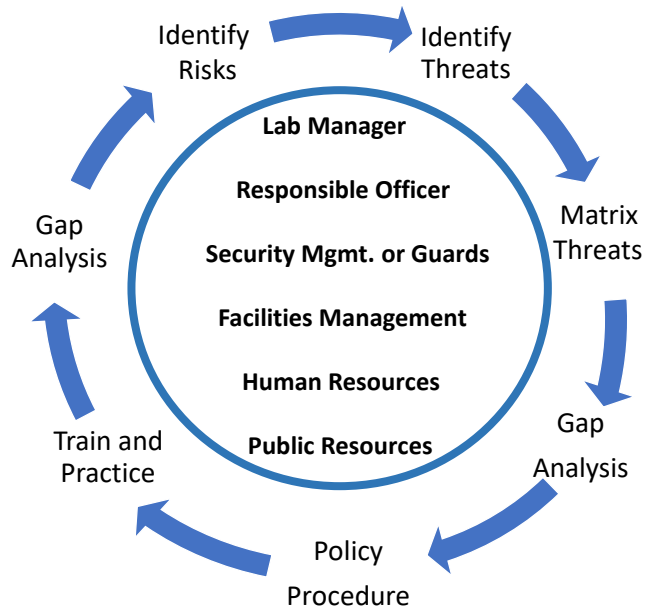 Identify
Risks
Identify
Threats
Matrix
Threats
Gap
Analysis
Policy
Procedure
Train and
Practice
Gap
Analysis
Lab Manager
Responsible Officer
Security Mgmt. or Guards
Facilities Management
Human Resources
Public Resources